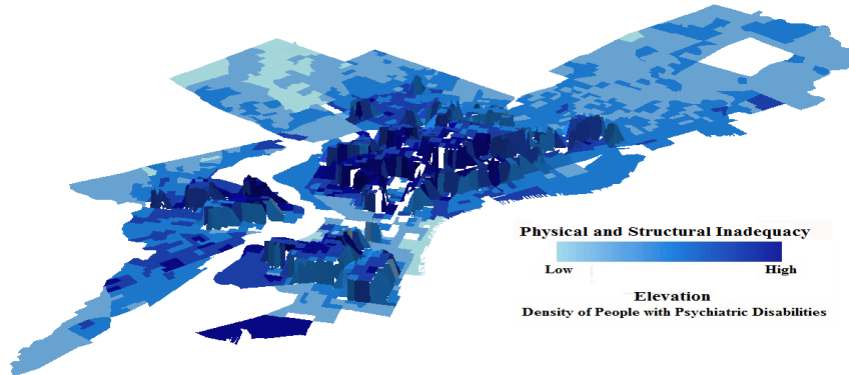 Physical and Structural Inadequacy
Low High
Elevation
Density of People with Psychiatric Disabilities